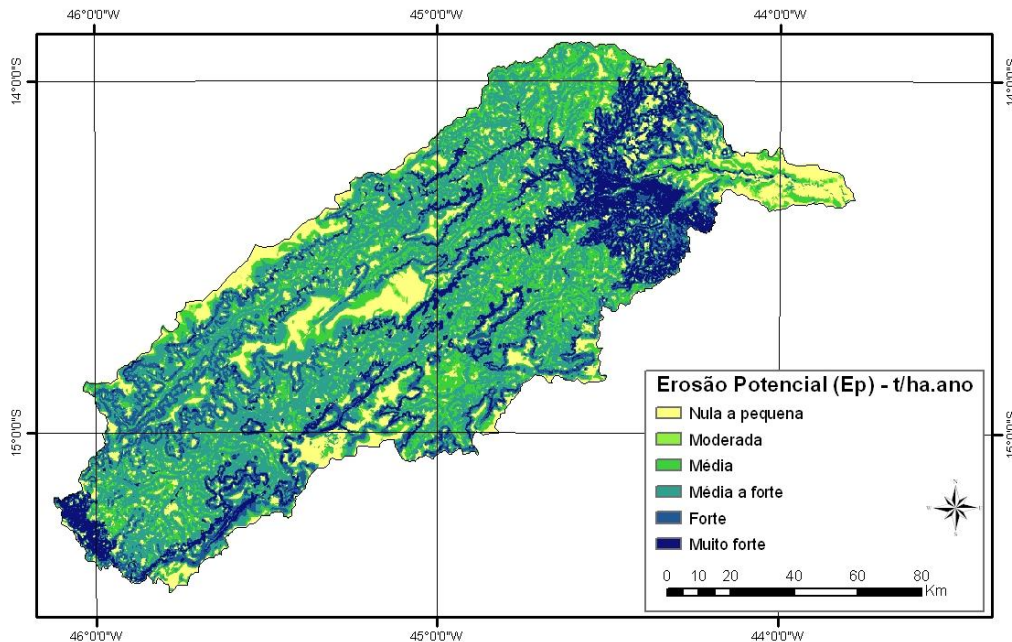 46°0'0"W 45°0'0"W 44°0'0"W
14°0'0"S 14°0'0"S
15°0'0"S 15°0'0"S
Erosão Potencial (Ep) - t/ha.ano
Nula a pequena
Moderada
Média
Média a forte
Forte
Muito forte
0 10 20 40 60 80
Km
46°0'0"W 45°0'0"W 44°0'0"W